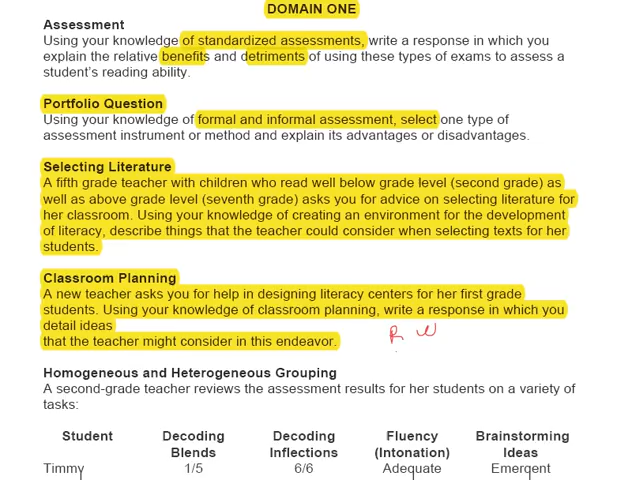 DOMAIN ONE
Assessment
Using your knowledge of standardized assessments, write a response in which you
explain the relative benefits and detriments of using these types of exams to assess a
student's reading ability.
Portfolio Question
Using your knowledge of formal and informal assessment, select one type of
assessment instrument or method and explain its advantages or disadvantages.
Selecting Literature
A fifth grade teacher with children who read well below grade level (second grade) as
well as above grade level (seventh grade) asks you for advice on selecting literature for
her classroom. Using your knowledge of creating an environment for the development
of literacy, describe things that the teacher could consider when selecting texts for her
students.
Classroom Planning
A new teacher asks you for help in designing literacy centers for her first grade
students. Using your knowledge of classroom planning, write a response in which you
detail ideas
that the teacher might consider in this endeavor.
R W
Homogeneous and Heterogeneous Grouping
A second-grade teacher reviews the assessment results for her students on a variety of
tasks:
Student Decoding Decoding Fluency Brainstorming
Blends Inflections (Intonation) Ideas
Timmy 1/5 6/6 Adequate Emergent